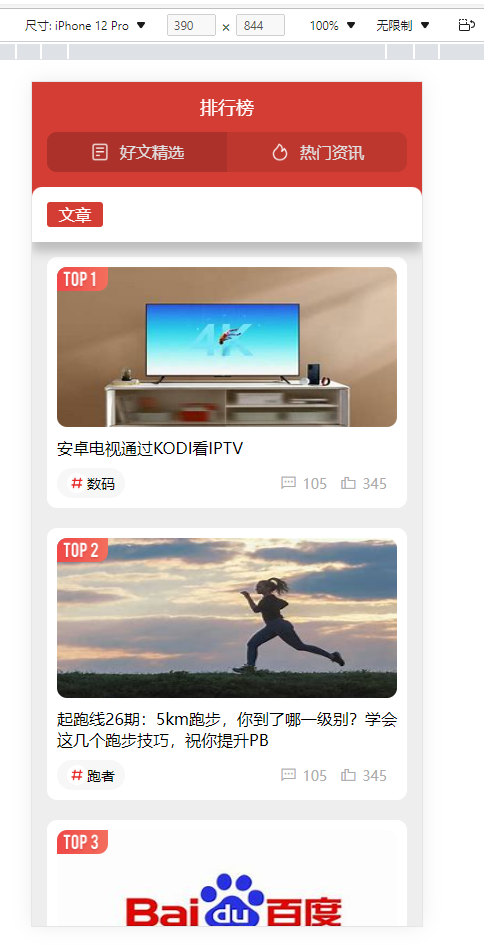 尺寸: iPhone 12 Pro ▼ 390 × 844 100% ▼ 无限制 ▼
排行榜
好文精选 热门资讯
文章
TOP 1
4K
安卓电视通过KODI看IPTV
# 数码 105 345
TOP 2
起跑线26期：5km跑步，你到了哪一级别？学会
这几个跑步技巧，祝你提升PB
# 跑者 105 345
TOP 3
Bai du 百度